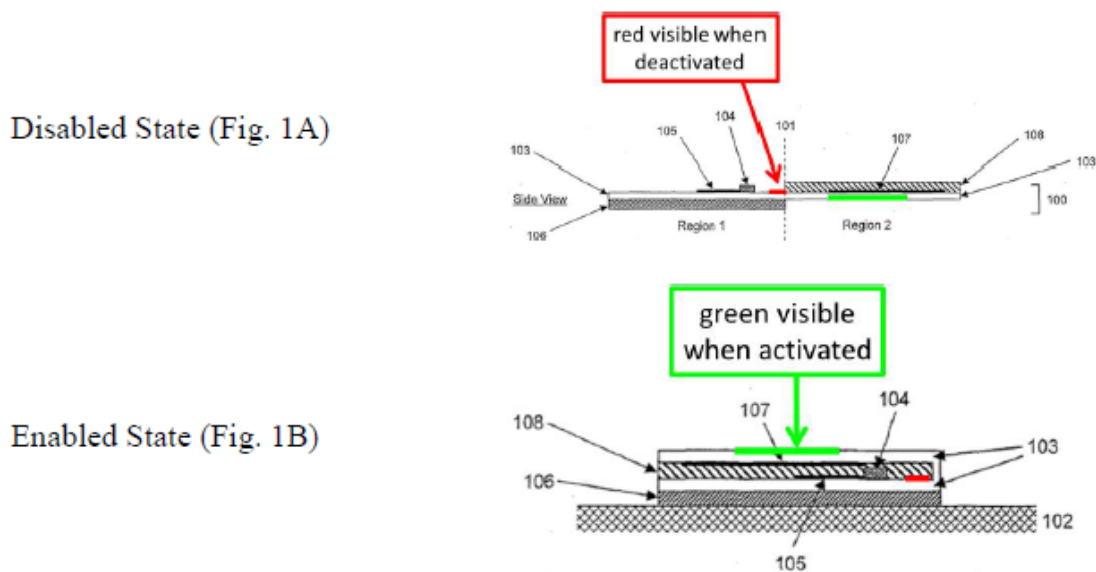 red visible when
deactivated
Disabled State (Fig. 1A)
105
104
101
107
108
103
103
Side View
100
106
Region 1
Region 2
green visible
when activated
Enabled State (Fig. 1B)
107
104
108
103
106
102
105